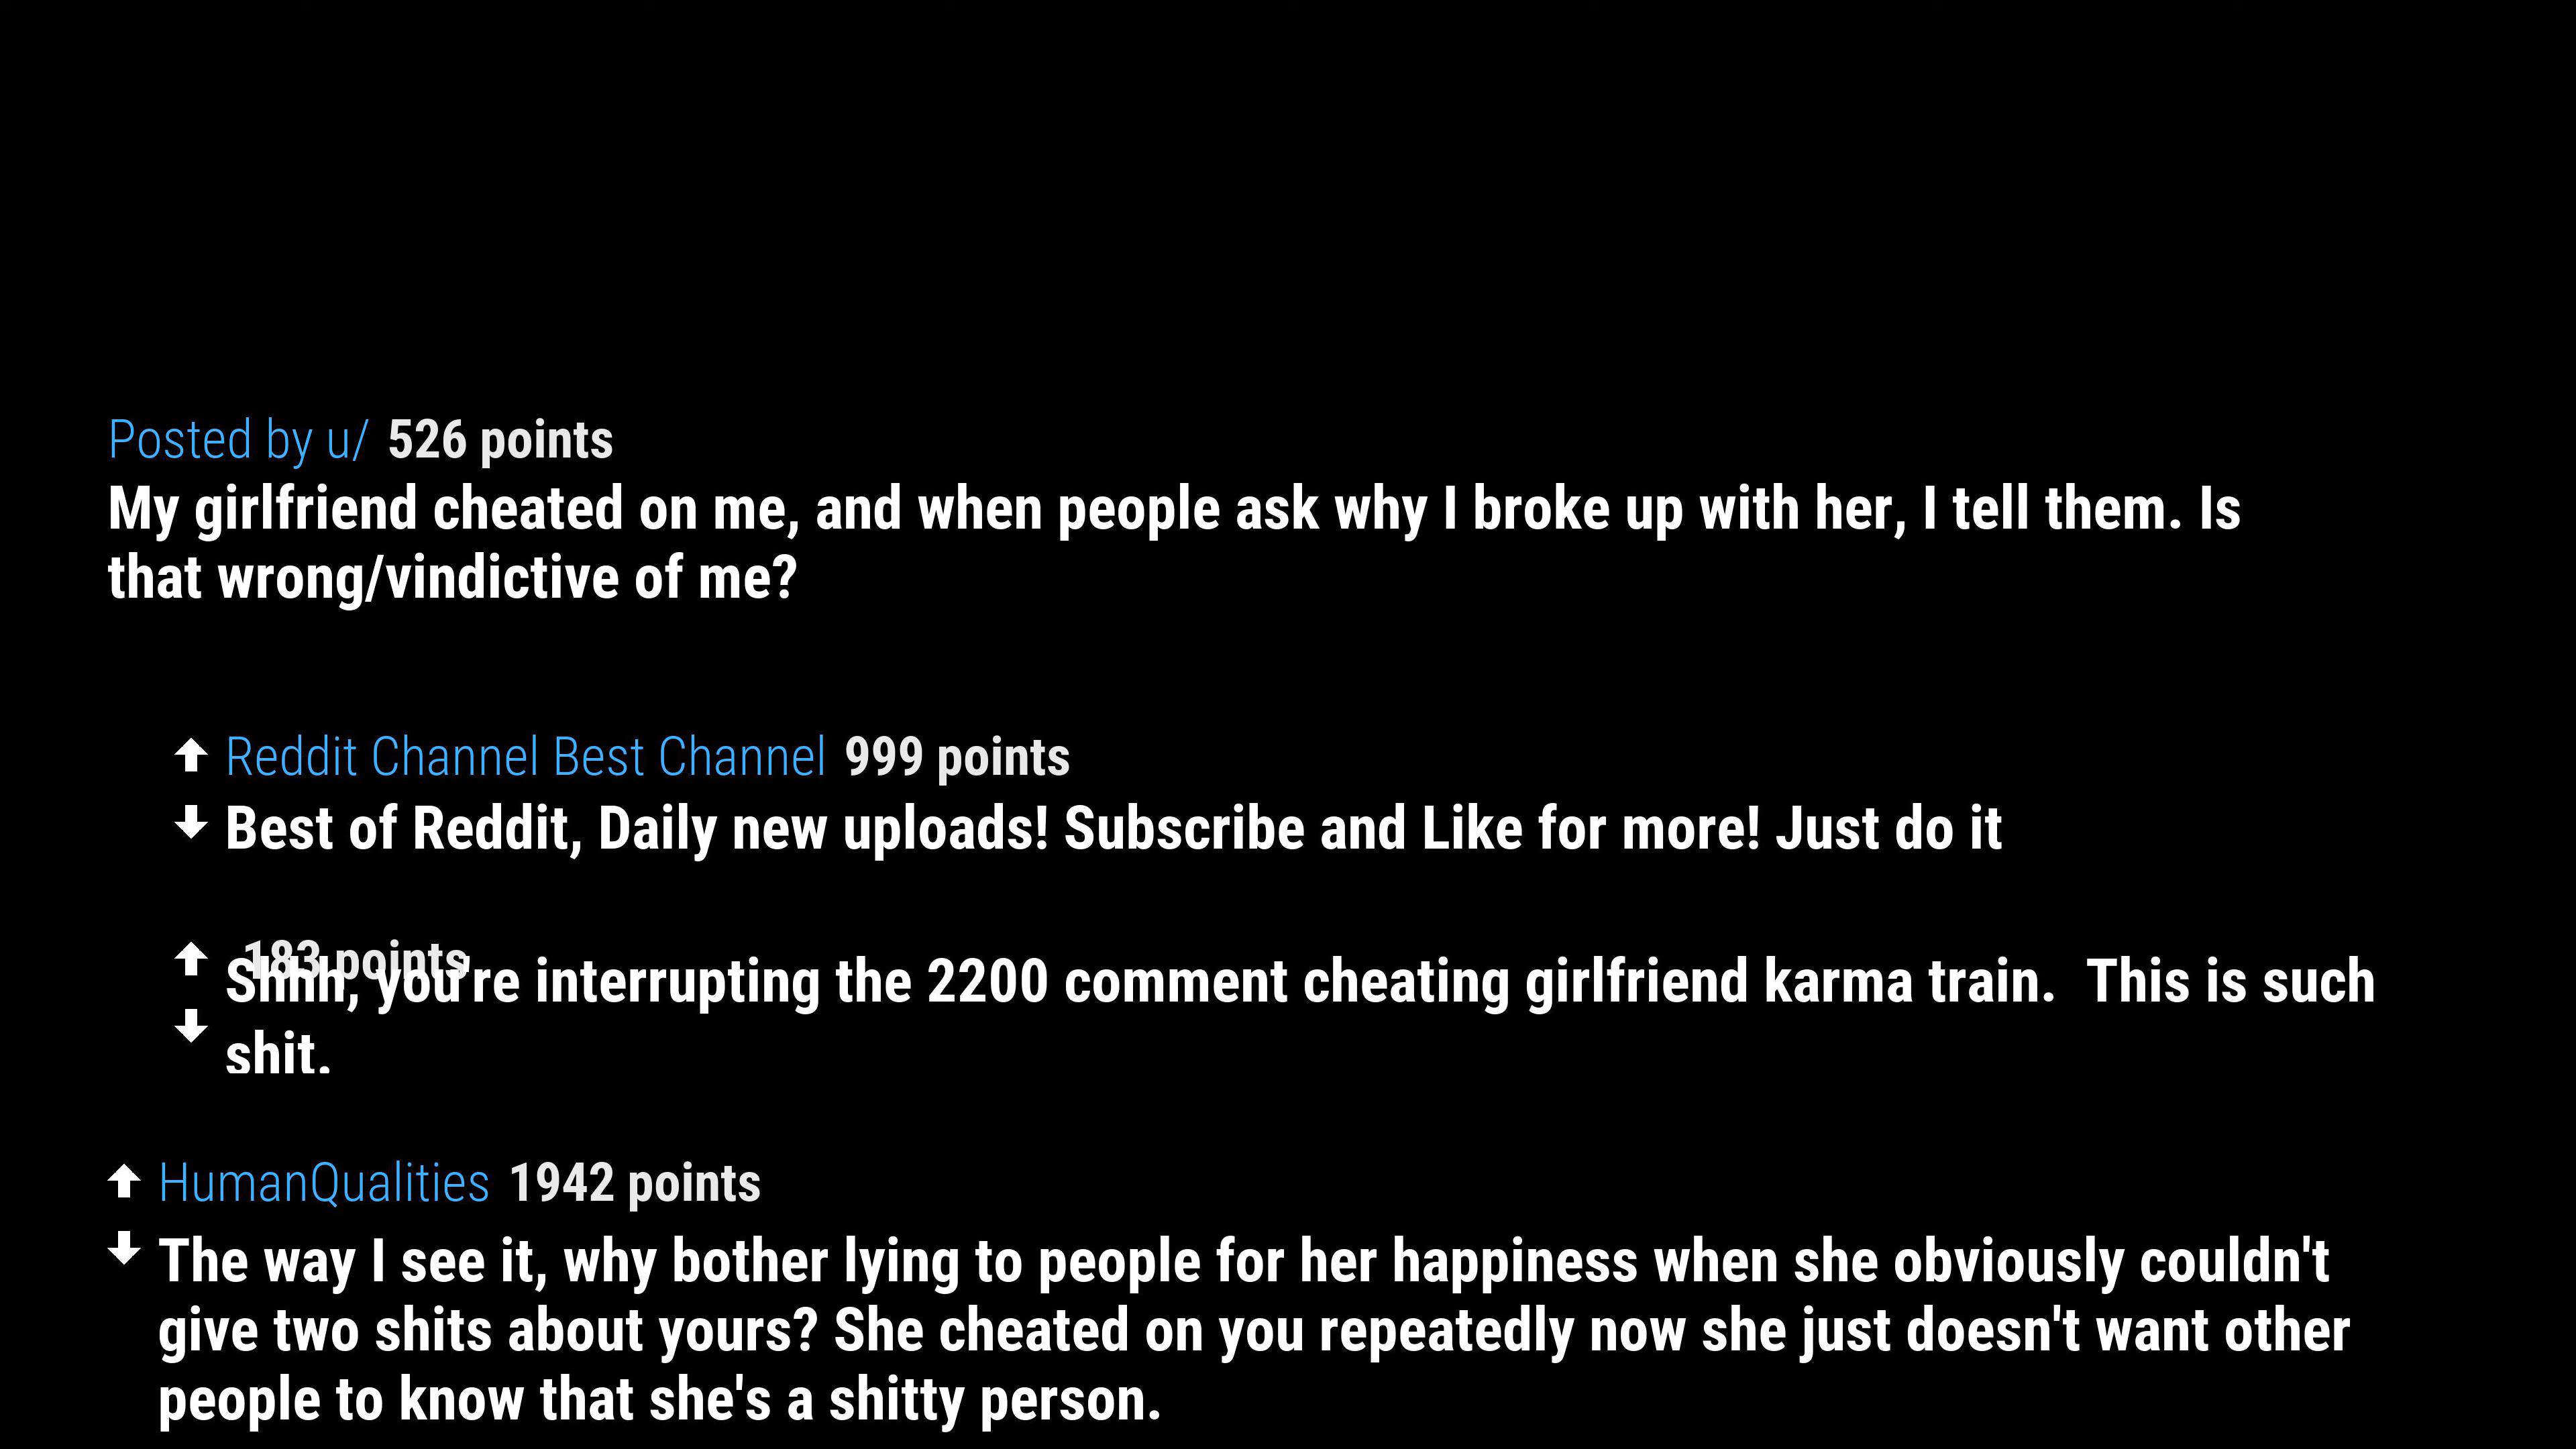 Posted by u/ 526 points
My girlfriend cheated on me, and when people ask why I broke up with her, I tell them. Is
that wrong/vindictive of me?
Reddit Channel Best Channel 999 points
Best of Reddit, Daily new uploads! Subscribe and Like for more! Just do it
183 points
Shhh, you're interrupting the 2200 comment cheating girlfriend karma train.  This is such
shit.
HumanQualities 1942 points
The way I see it, why bother lying to people for her happiness when she obviously couldn't
give two shits about yours? She cheated on you repeatedly now she just doesn't want other
people to know that she's a shitty person.